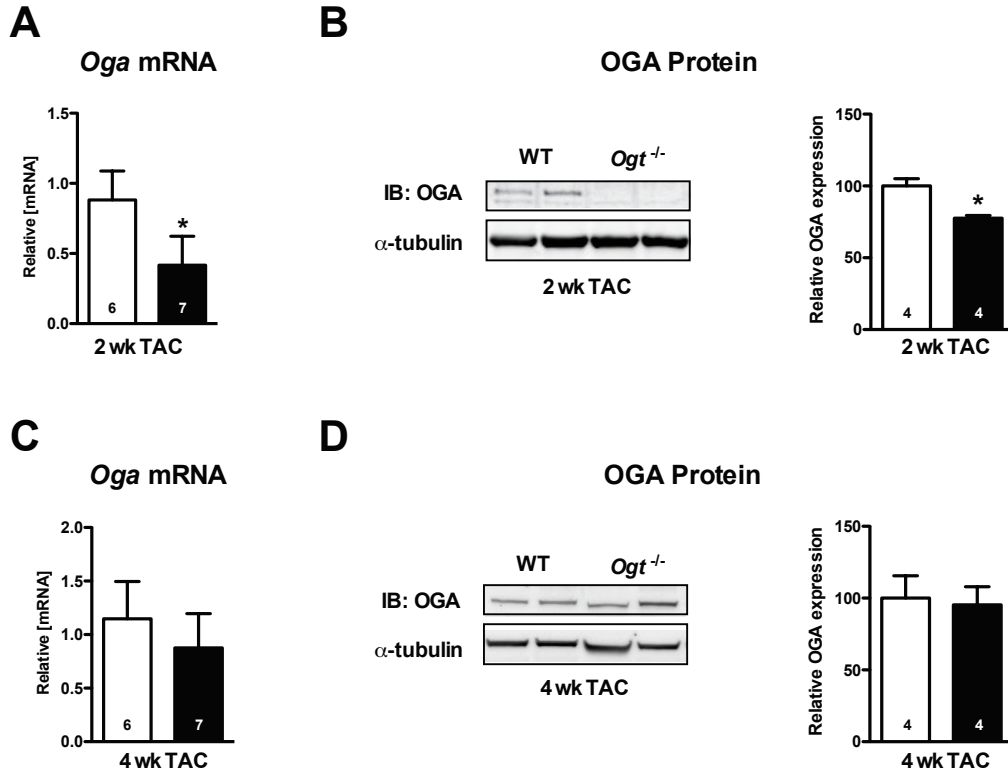 A
Oga mRNA
Relative [mRNA]
1.5
1.0
0.5
0.0
*
6
7
2 wk TAC
B
OGA Protein
WT
Ogt -/-
IB: OGA
α-tubulin
2 wk TAC
Relative OGA expression
150
100
50
0
*
4
4
2 wk TAC
C
Oga mRNA
Relative [mRNA]
2.0
1.5
1.0
0.5
0.0
6
7
4 wk TAC
D
OGA Protein
WT
Ogt -/-
IB: OGA
α-tubulin
4 wk TAC
Relative OGA expression
150
100
50
0
4
4
4 wk TAC